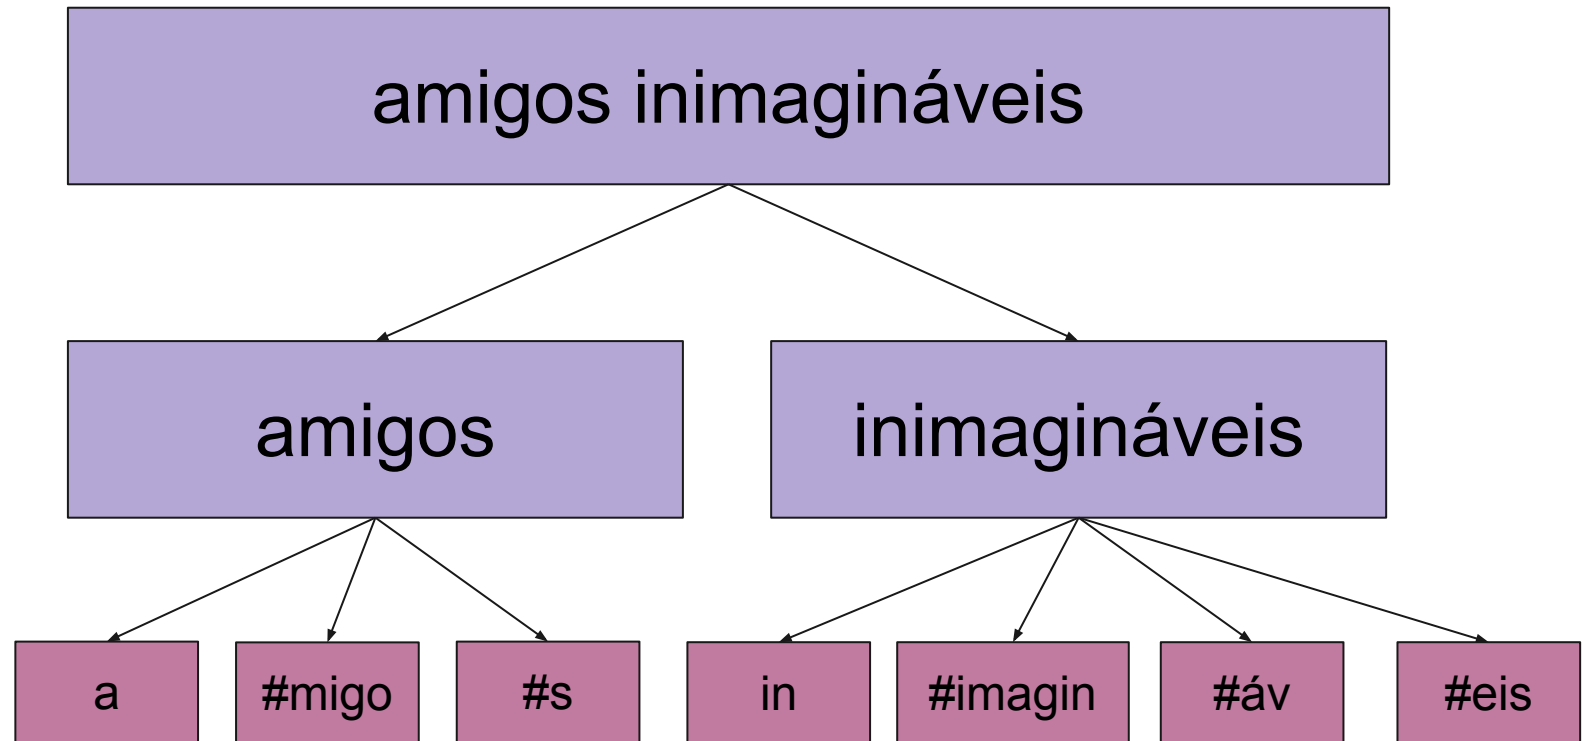 amigos inimagináveis
amigos
inimagináveis
a
#migo
#s
in
#imagin
#áv
#eis